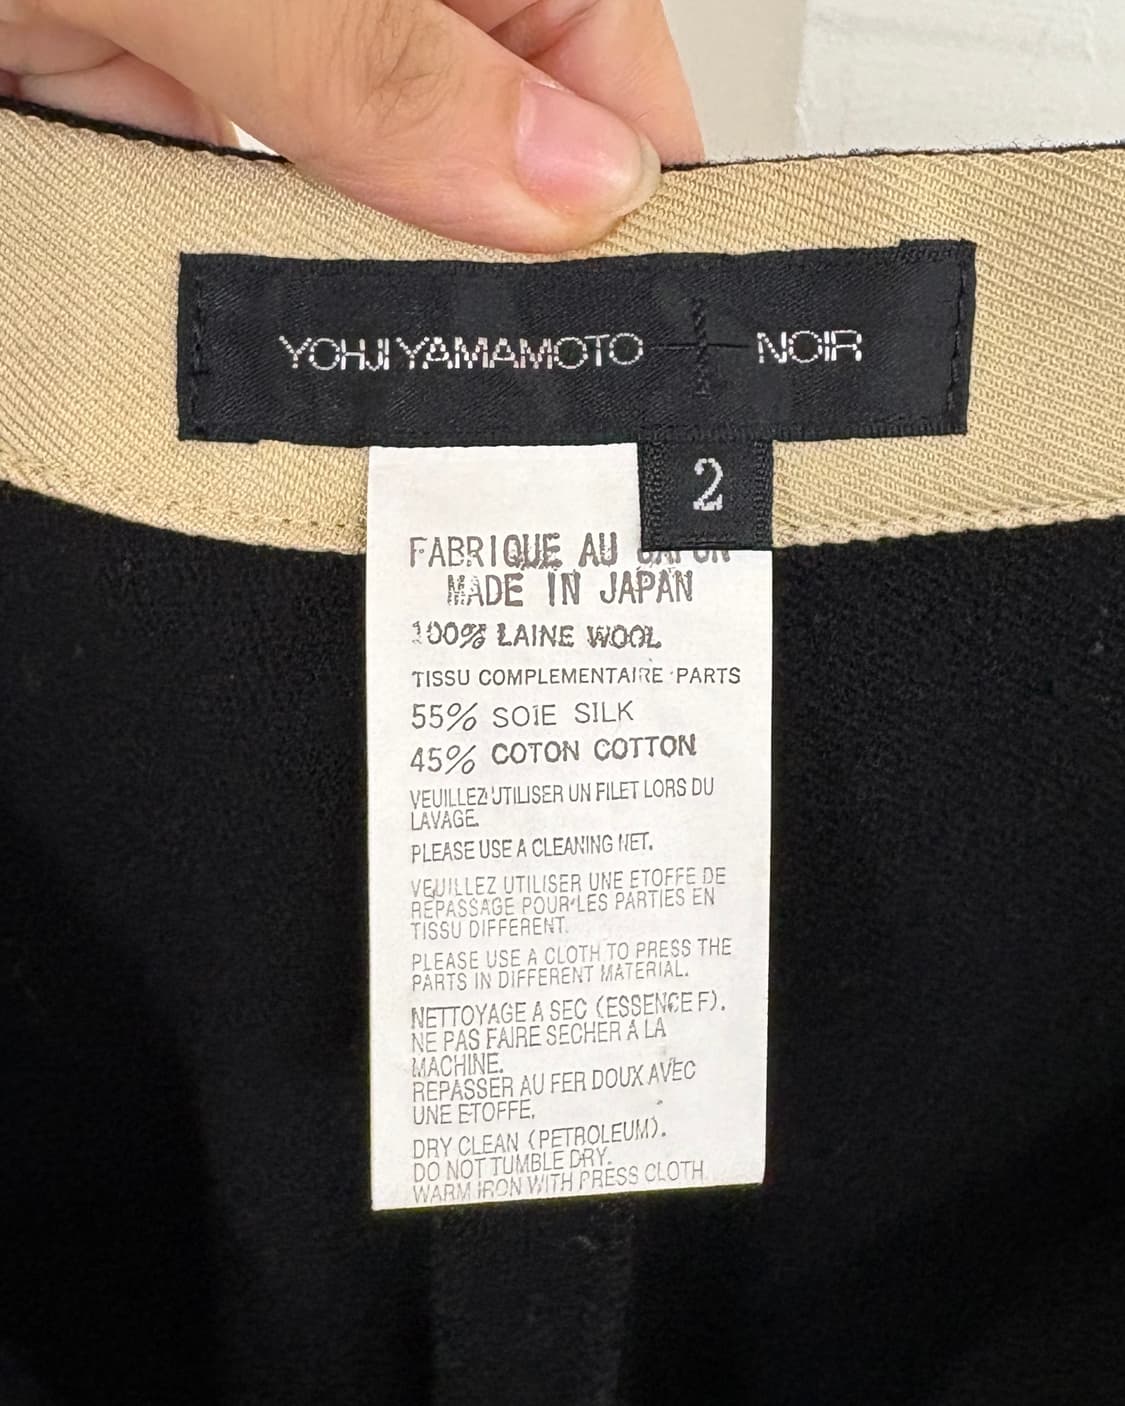 YOHJI YAMAMOTO NOIR
2
FABRIQUE AU JAPON
MADE IN JAPAN
100% LAINE WOOL
TISSU COMPLEMENTAIRE PARTS
55% SOIE SILK
45% COTON COTTON
VEUILLEZ UTILISER UN FILET LORS DU
LAVAGE.
PLEASE USE A CLEANING NET.
VEUILLEZ UTILISER UNE ETOFFE DE
REPASSAGE POUR LES PARTIES EN
TISSU DIFFERENT.
PLEASE USE A CLOTH TO PRESS THE
PARTS IN DIFFERENT MATERIAL.
NETTOYAGE A SEC (ESSENCE F).
NE PAS FAIRE SECHER A LA
MACHINE.
REPASSER AU FER DOUX AVEC
UNE ETOFFE.
DRY CLEAN (PETROLEUM).
DO NOT TUMBLE DRY.
WARM IRON WITH PRESS CLOTH.